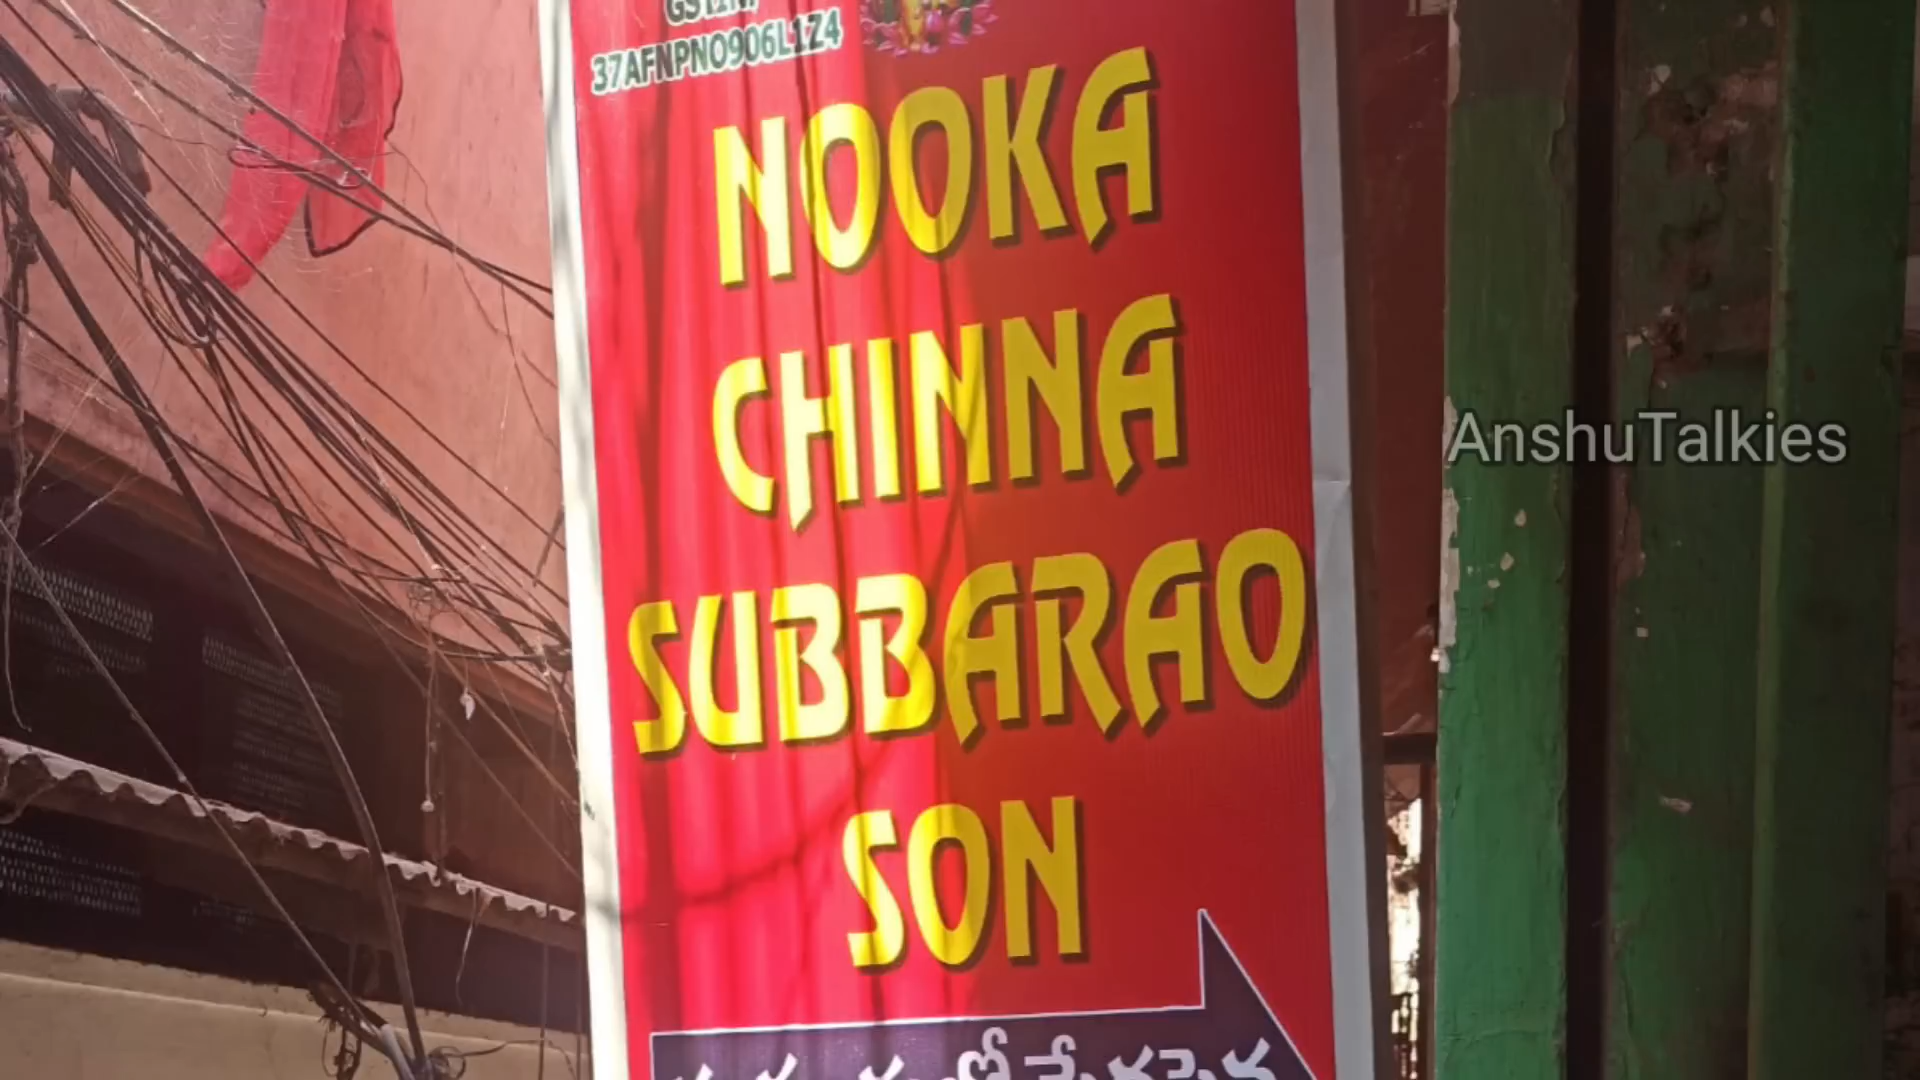 37AFNPN0906L1Z4
NOOKA
CHINNA
SUBBARAO
SON
AnshuTalkies